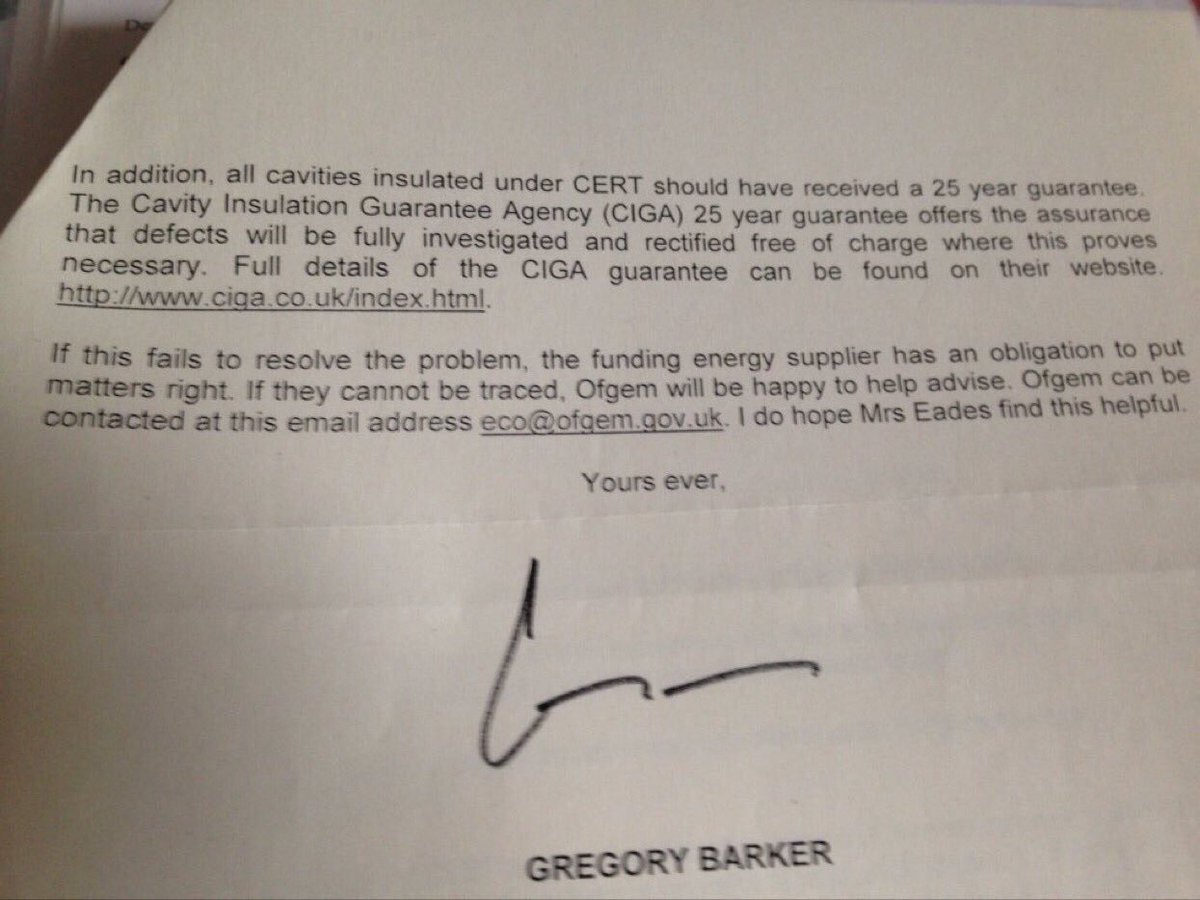 In addition, all cavities insulated under CERT should have received a 25 year guarantee.
The Cavity Insulation Guarantee Agency (CIGA) 25 year guarantee offers the assurance
that defects will be fully investigated and rectified free of charge where this proves
necessary. Full details of the CIGA guarantee can be found on their website.
http://www.ciga.co.uk/index.html.
If this fails to resolve the problem, the funding energy supplier has an obligation to put
matters right. If they cannot be traced, Ofgem will be happy to help advise. Ofgem can be
contacted at this email address eco@ofgem.gov.uk. I do hope Mrs Eades find this helpful.
Yours ever,
GREGORY BARKER